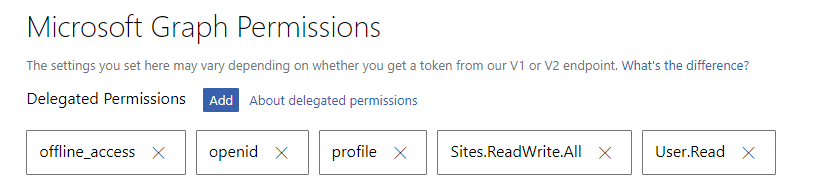 Microsoft Graph Permissions
The settings you set here may vary depending on whether you get a token from our V1 or V2 endpoint. What's the difference?
Delegated Permissions Add About delegated permissions
offline_access openid profile Sites.ReadWrite.All User.Read